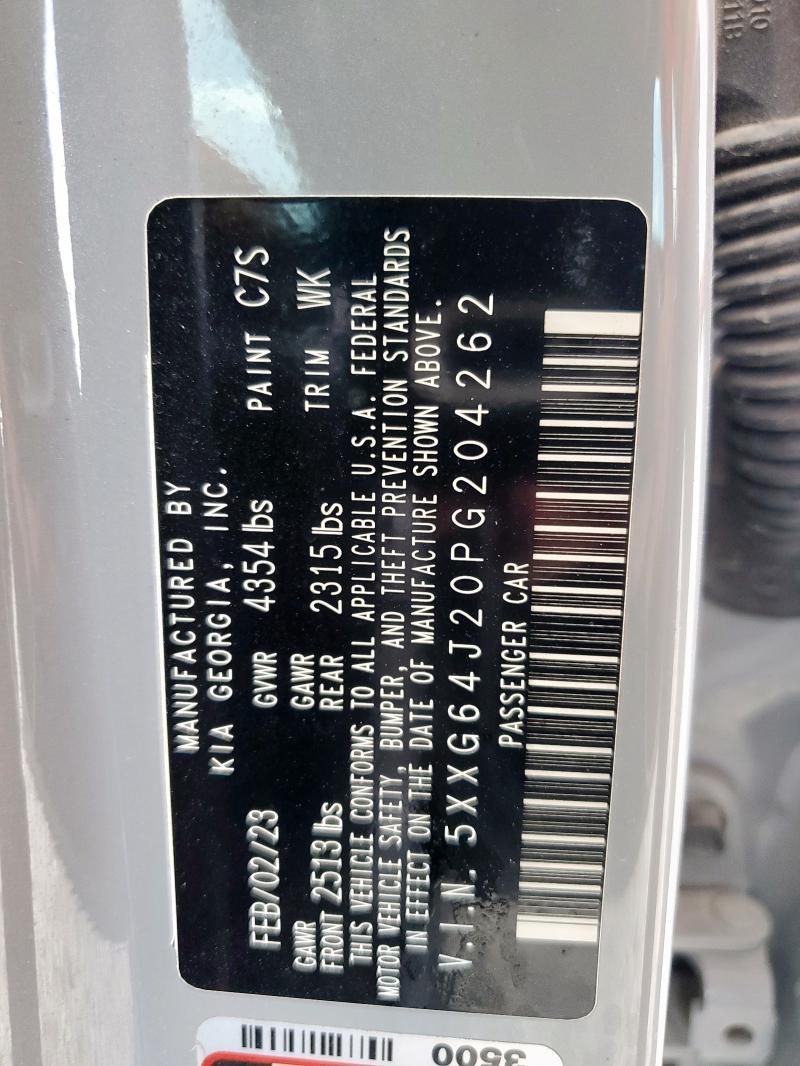 MANUFACTURED BY
KIA GEORGIA, INC.
FEB/02/23 GVWR 4354 lbs PAINT C7S
GAWR FRONT 2513 lbs GAWR REAR 2315 lbs TRIM WK
THIS VEHICLE CONFORMS TO ALL APPLICABLE U.S.A. FEDERAL
MOTOR VEHICLE SAFETY, BUMPER, AND THEFT PREVENTION STANDARDS
IN EFFECT ON THE DATE OF MANUFACTURE SHOWN ABOVE.
V.I.N. 5XXG64J20PG204262
PASSENGER CAR
3500